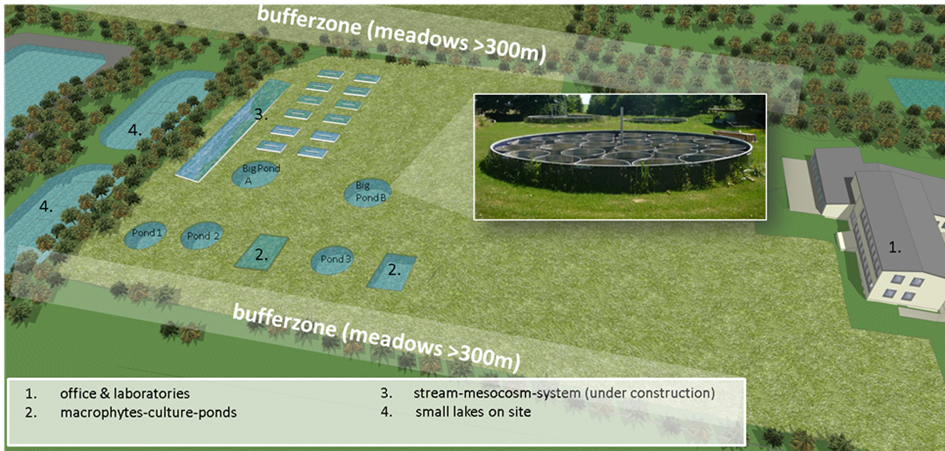 bufferzone (meadows >300m)
4.
3.
Big Pond
A
Big
Pond B
4.
1.
Pond 1
Pond 2
2.
Pond 3
2.
bufferzone (meadows >300m)
1. office & laboratories
2. macrophytes-culture-ponds
3. stream-mesocosm-system (under construction)
4. small lakes on site